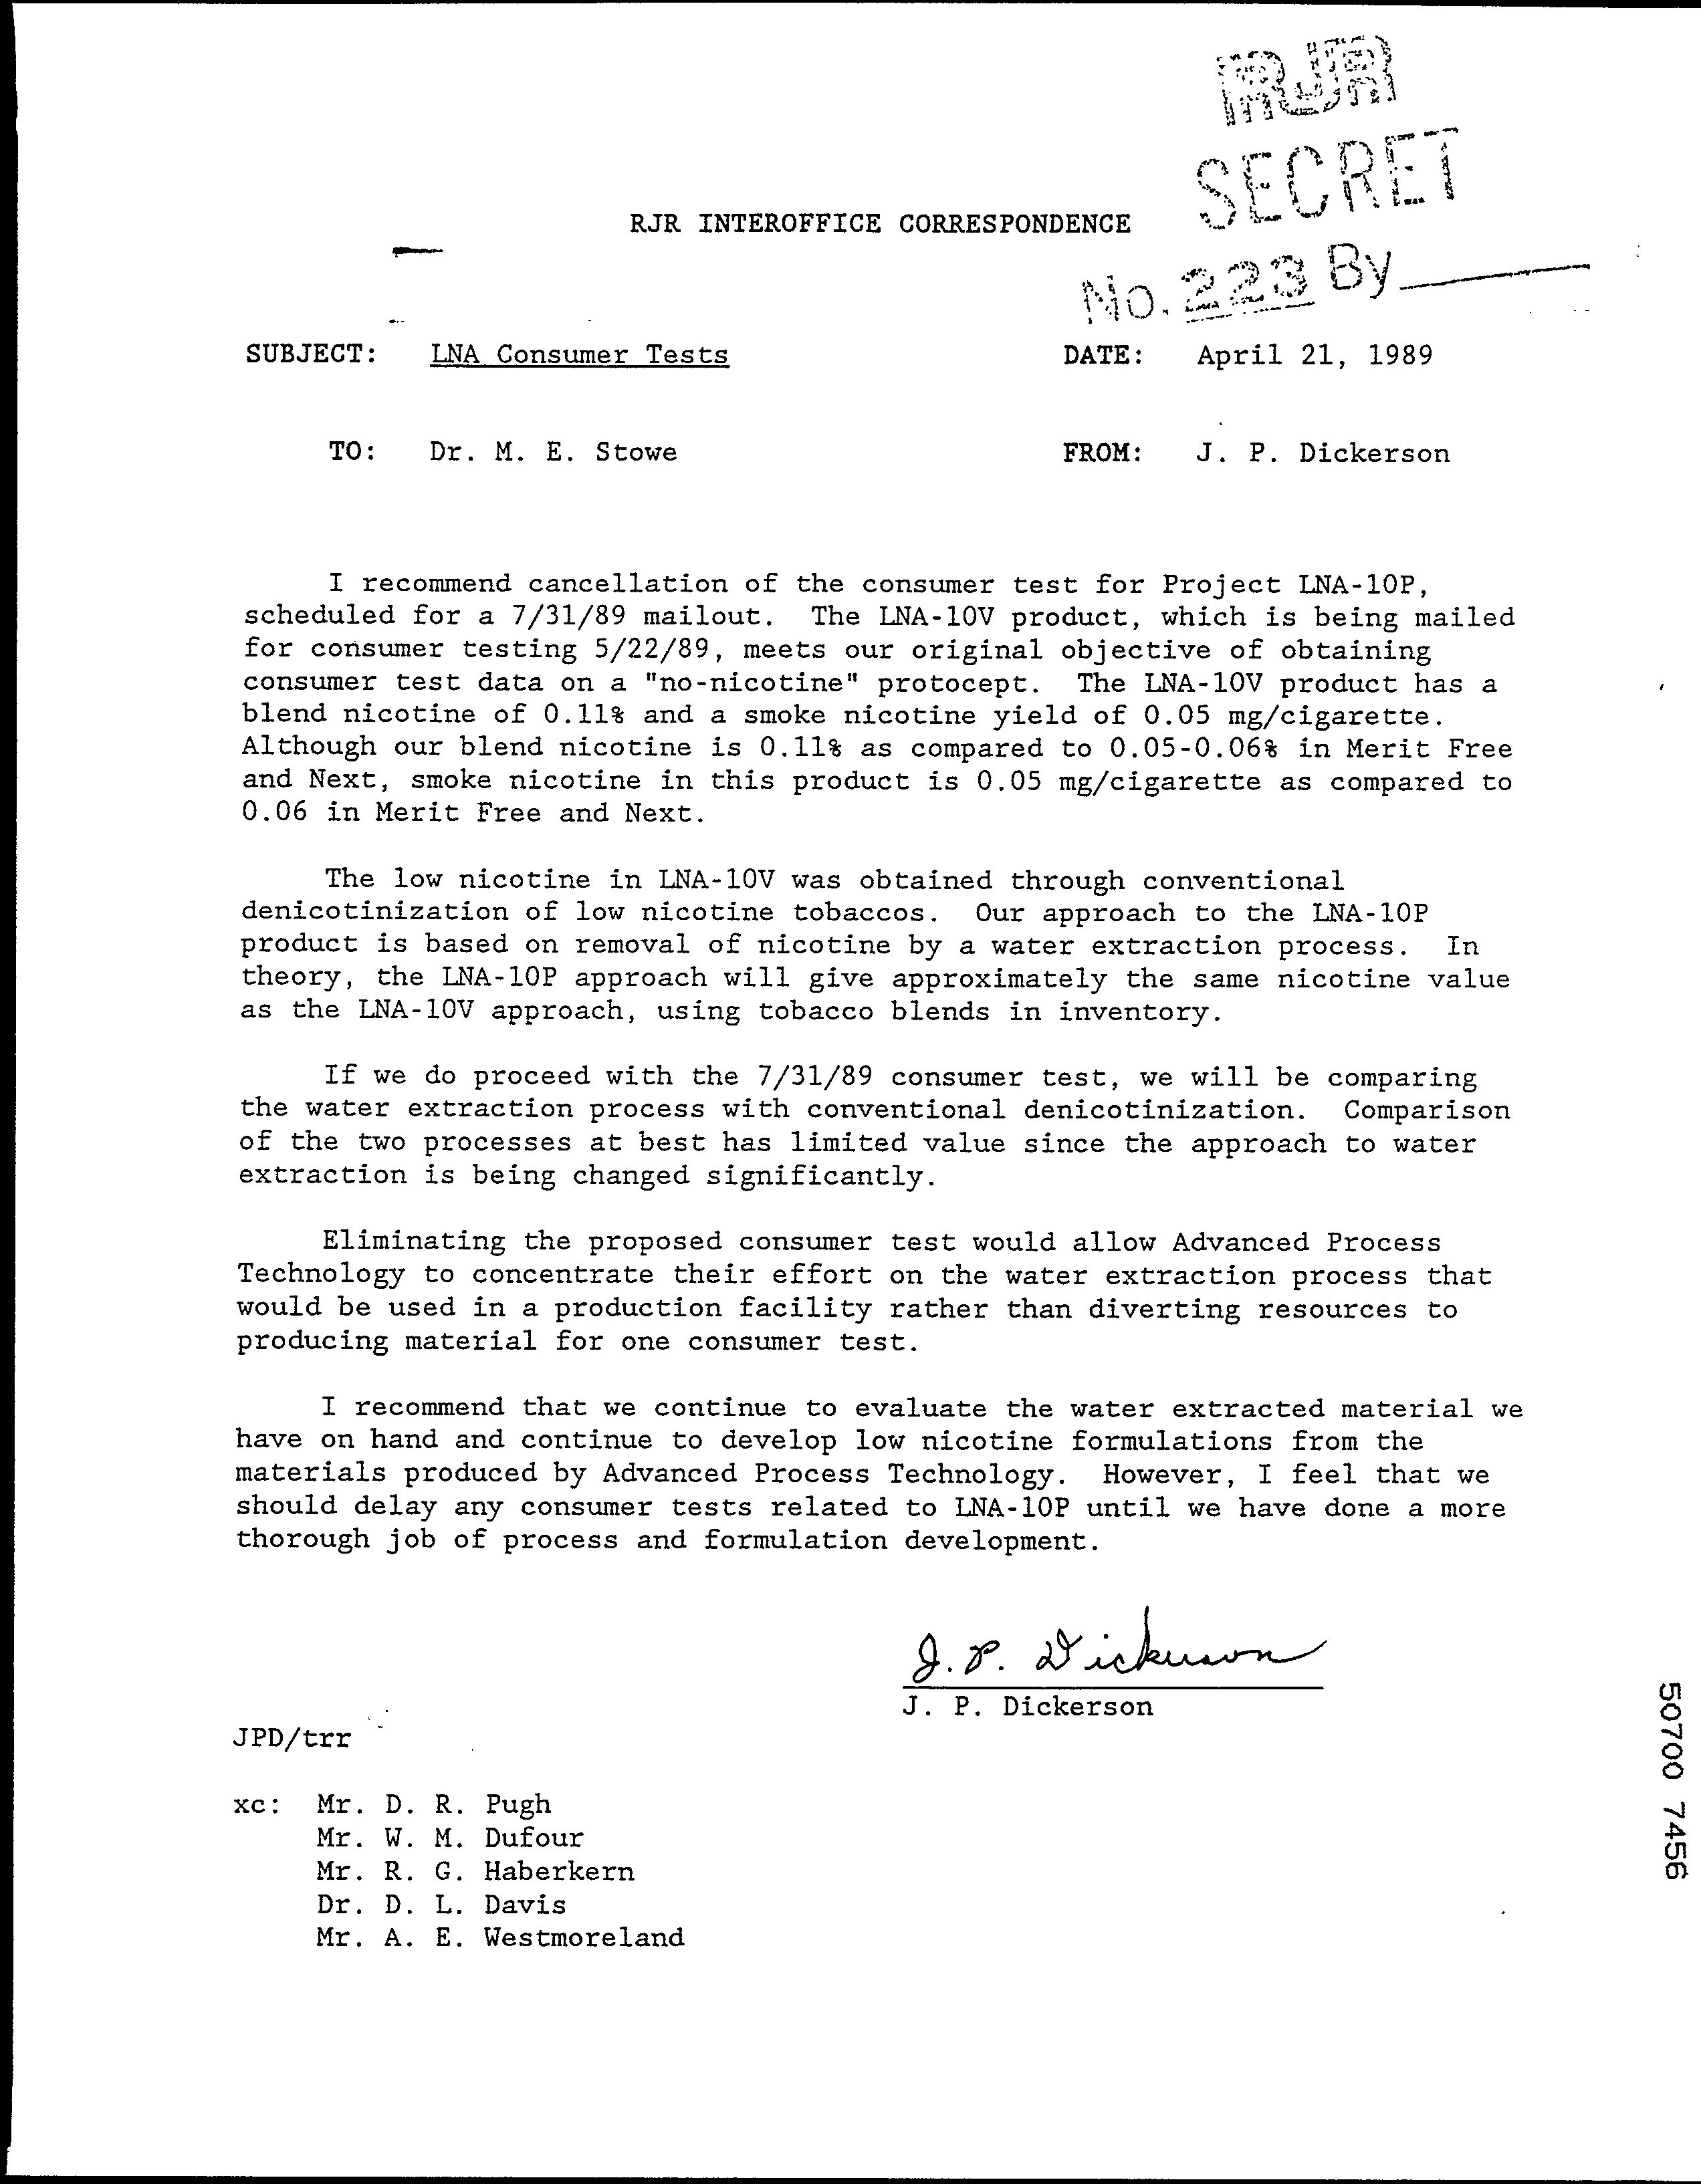 RJR
SECRET
RJR INTEROFFICE CORRESPONDENCE
No. 223 By
SUBJECT: LNA Consumer Tests DATE: April 21, 1989
TO: Dr. M. E. Stowe FROM: J. P. Dickerson
I recommend cancellation of the consumer test for Project LNA-10P,
scheduled for a 7/31/89 mailout. The LNA-10V product, which is being mailed
for consumer testing 5/22/89, meets our original objective of obtaining
consumer test data on a "no-nicotine" protocept. The LNA-10V product has a
blend nicotine of 0.11% and a smoke nicotine yield of 0.05 mg/cigarette.
Although our blend nicotine is 0.11% as compared to 0.05-0.06% in Merit Free
and Next, smoke nicotine in this product is 0.05 mg/cigarette as compared to
0.06 in Merit Free and Next.
The low nicotine in LNA-10V was obtained through conventional
denicotinization of low nicotine tobaccos. Our approach to the LNA-10P
product is based on removal of nicotine by a water extraction process. In
theory, the LNA-10P approach will give approximately the same nicotine value
as the LNA-10V approach, using tobacco blends in inventory.
If we do proceed with the 7/31/89 consumer test, we will be comparing
the water extraction process with conventional denicotinization. Comparison
of the two processes at best has limited value since the approach to water
extraction is being changed significantly.
Eliminating the proposed consumer test would allow Advanced Process
Technology to concentrate their effort on the water extraction process that
would be used in a production facility rather than diverting resources to
producing material for one consumer test.
I recommend that we continue to evaluate the water extracted material we
have on hand and continue to develop low nicotine formulations from the
materials produced by Advanced Process Technology. However, I feel that we
should delay any consumer tests related to LNA-10P until we have done a more
thorough job of process and formulation development.
J. P. Dickerson
J. P. Dickerson
JPD/trr
xc: Mr. D. R. Pugh
Mr. W. M. Dufour
Mr. R. G. Haberkern
Dr. D. L. Davis
Mr. A. E. Westmoreland
50700 7456